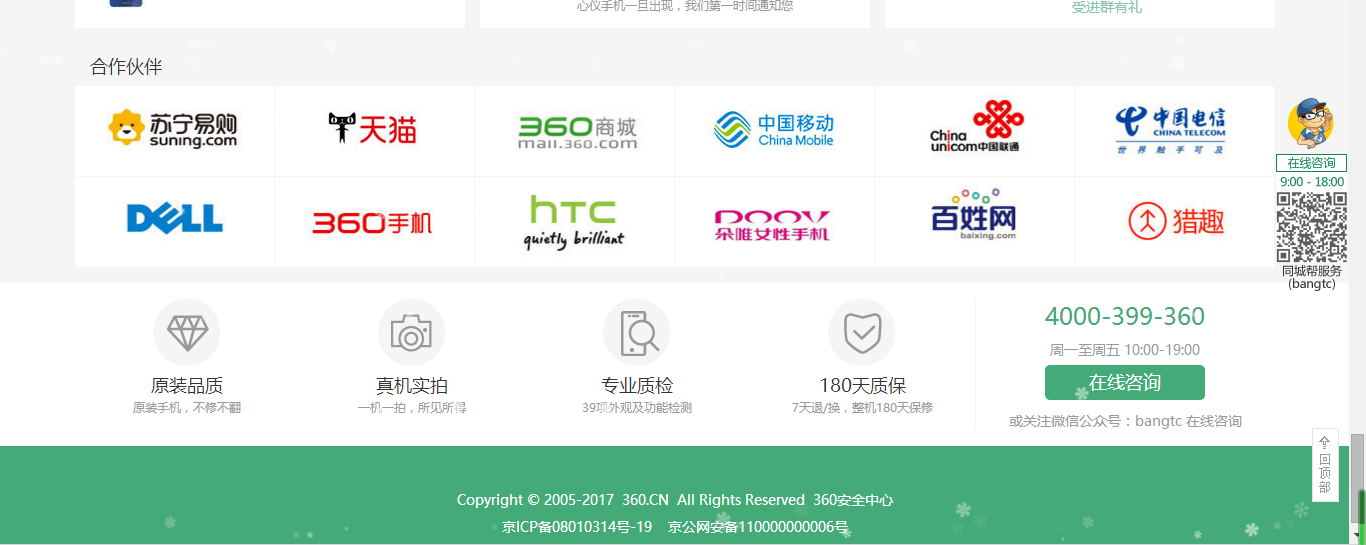 心仪手机一旦出现，我们第一时间通知您
受进群有礼
合作伙伴
苏宁易购
suning.com
天猫
360商城
mall.360.com
中国移动
China Mobile
China
unicom中国联通
中国电信
CHINA TELECOM
世界触手可及
在线咨询
9:00 - 18:00
DELL
360手机
hTC
quietly brilliant
DOOV
朵唯女性手机
百姓网
baixing.com
猎趣
同城帮服务
(bangtc)
原装品质
原装手机，不修不翻
真机实拍
一机一拍，所见所得
专业质检
39项外观及功能检测
180天质保
7天退/换，整机180天保修
4000-399-360
周一至周五 10:00-19:00
在线咨询
或关注微信公众号：bangtc 在线咨询
回
顶
部
Copyright © 2005-2017 360.CN All Rights Reserved 360安全中心
京ICP备08010314号-19 京公网安备110000000006号